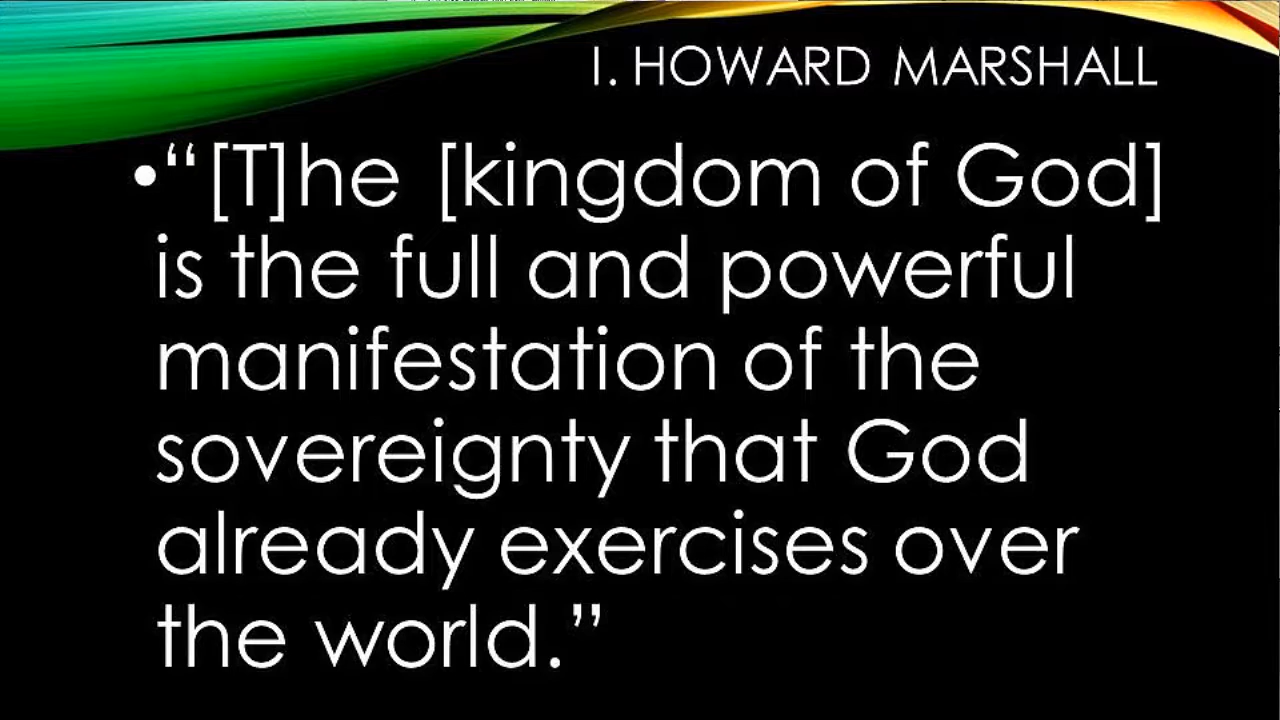 I. HOWARD MARSHALL
•“[T]he [kingdom of God]
is the full and powerful
manifestation of the
sovereignty that God
already exercises over
the world.”